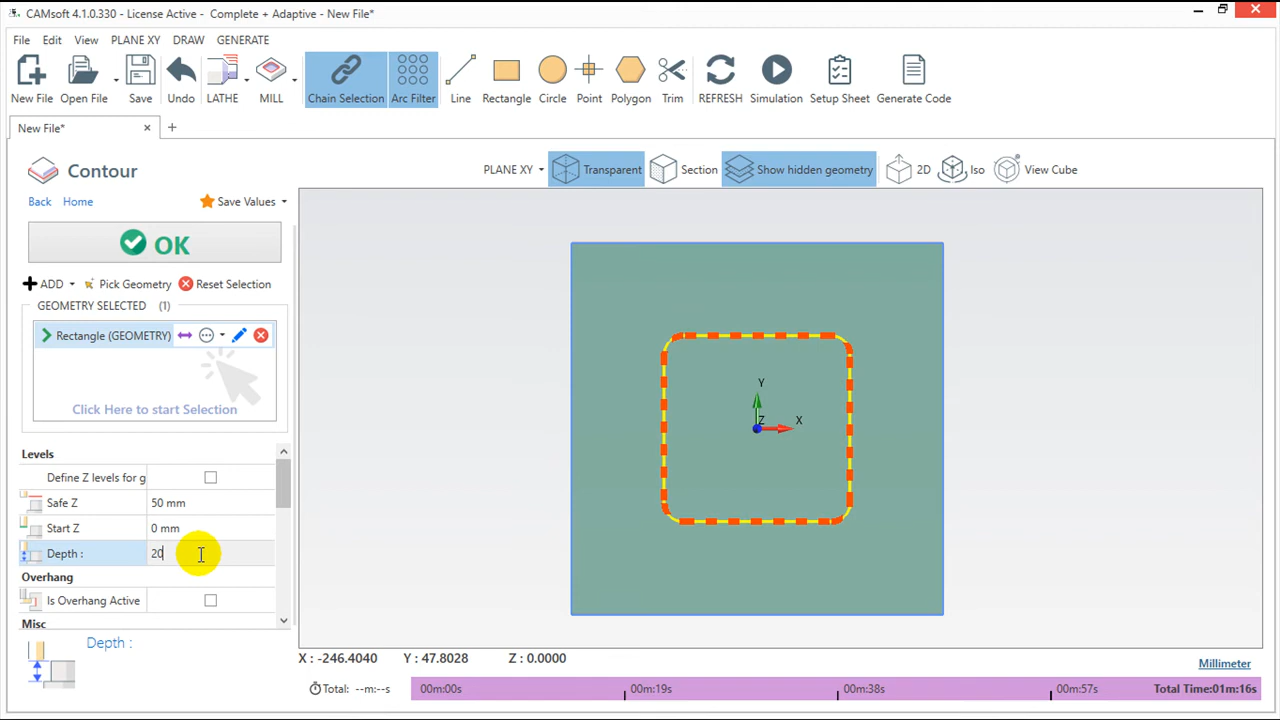 CAMsoft 4.1.0.330 - License Active - Complete + Adaptive - New File*
File Edit View PLANE XY DRAW GENERATE
New File Open File Save Undo LATHE MILL Chain Selection Arc Filter Line Rectangle Circle Point Polygon Trim REFRESH Simulation Setup Sheet Generate Code
New File*
Contour
PLANE XY Transparent Section Show hidden geometry 2D Iso View Cube
Back Home Save Values
OK
ADD Pick Geometry Reset Selection
GEOMETRY SELECTED (1)
Rectangle (GEOMETRY)
Click Here to start Selection
Y
Z X
Levels
Define Z levels for g
Safe Z 50 mm
Start Z 0 mm
Depth : 20
Overhang
Is Overhang Active
Misc
Depth :
X : -246.4040 Y : 47.8028 Z : 0.0000
Millimeter
Total: --m:--s 00m:00s 00m:19s 00m:38s 00m:57s Total Time:01m:16s